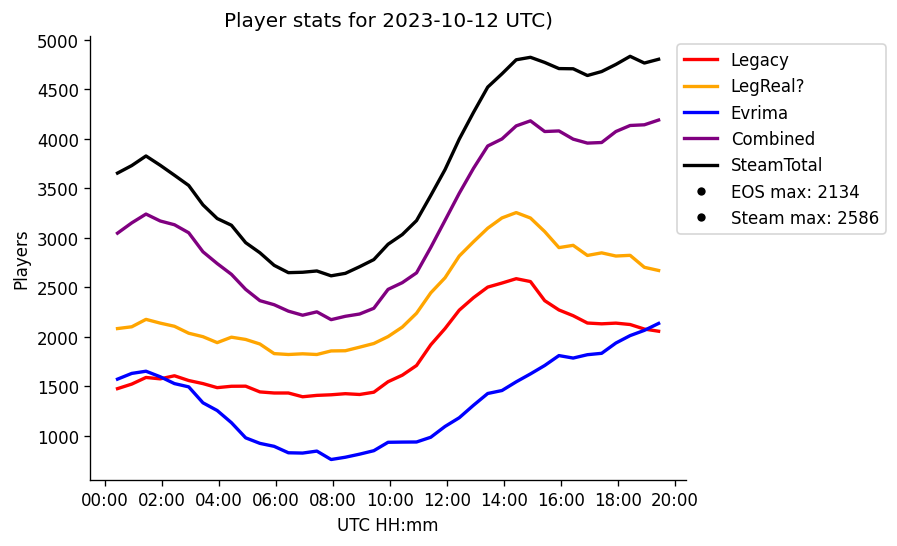 Player stats for 2023-10-12 UTC)
5000
4500
4000
3500
3000
2500
2000
1500
1000
Players
00:00 02:00 04:00 06:00 08:00 10:00 12:00 14:00 16:00 18:00 20:00
UTC HH:mm
Legacy
LegReal?
Evrima
Combined
SteamTotal
EOS max: 2134
Steam max: 2586